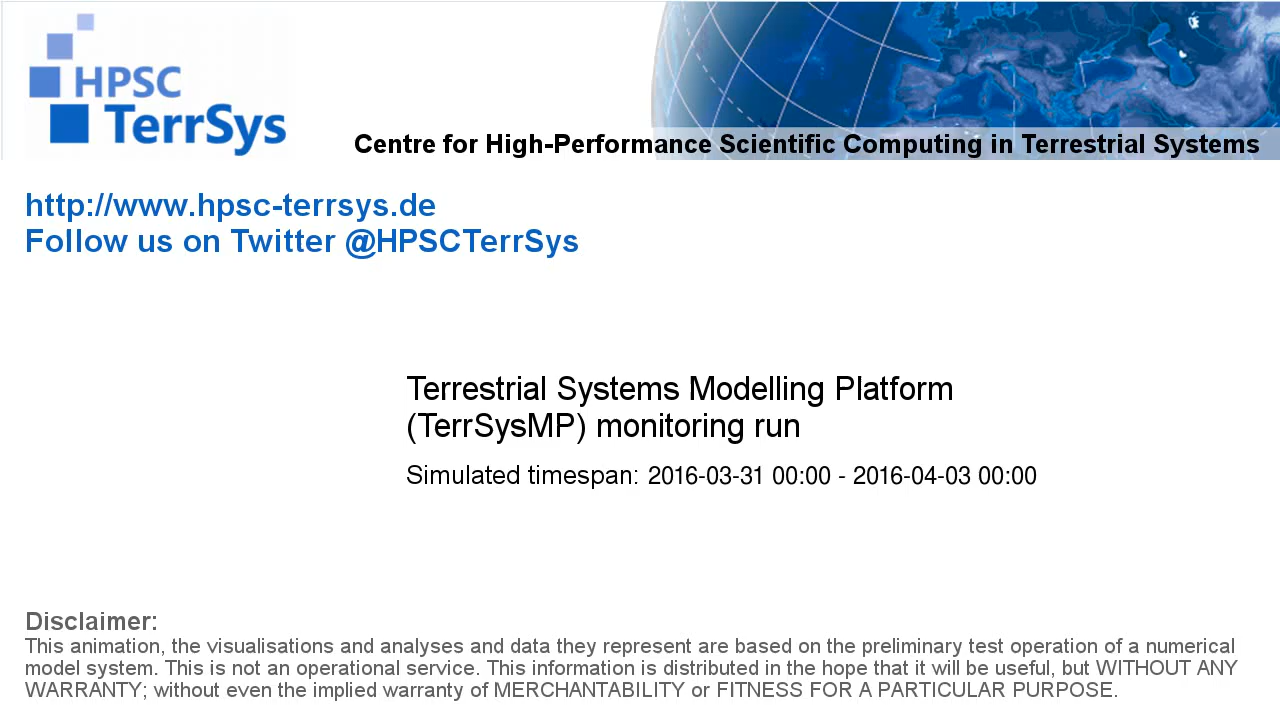 HPSC
TerrSys
Centre for High-Performance Scientific Computing in Terrestrial Systems
http://www.hpsc-terrsys.de
Follow us on Twitter @HPSCTerrSys
Terrestrial Systems Modelling Platform
(TerrSysMP) monitoring run
Simulated timespan: 2016-03-31 00:00 - 2016-04-03 00:00
Disclaimer:
This animation, the visualisations and analyses and data they represent are based on the preliminary test operation of a numerical
model system. This is not an operational service. This information is distributed in the hope that it will be useful, but WITHOUT ANY
WARRANTY; without even the implied warranty of MERCHANTABILITY or FITNESS FOR A PARTICULAR PURPOSE.